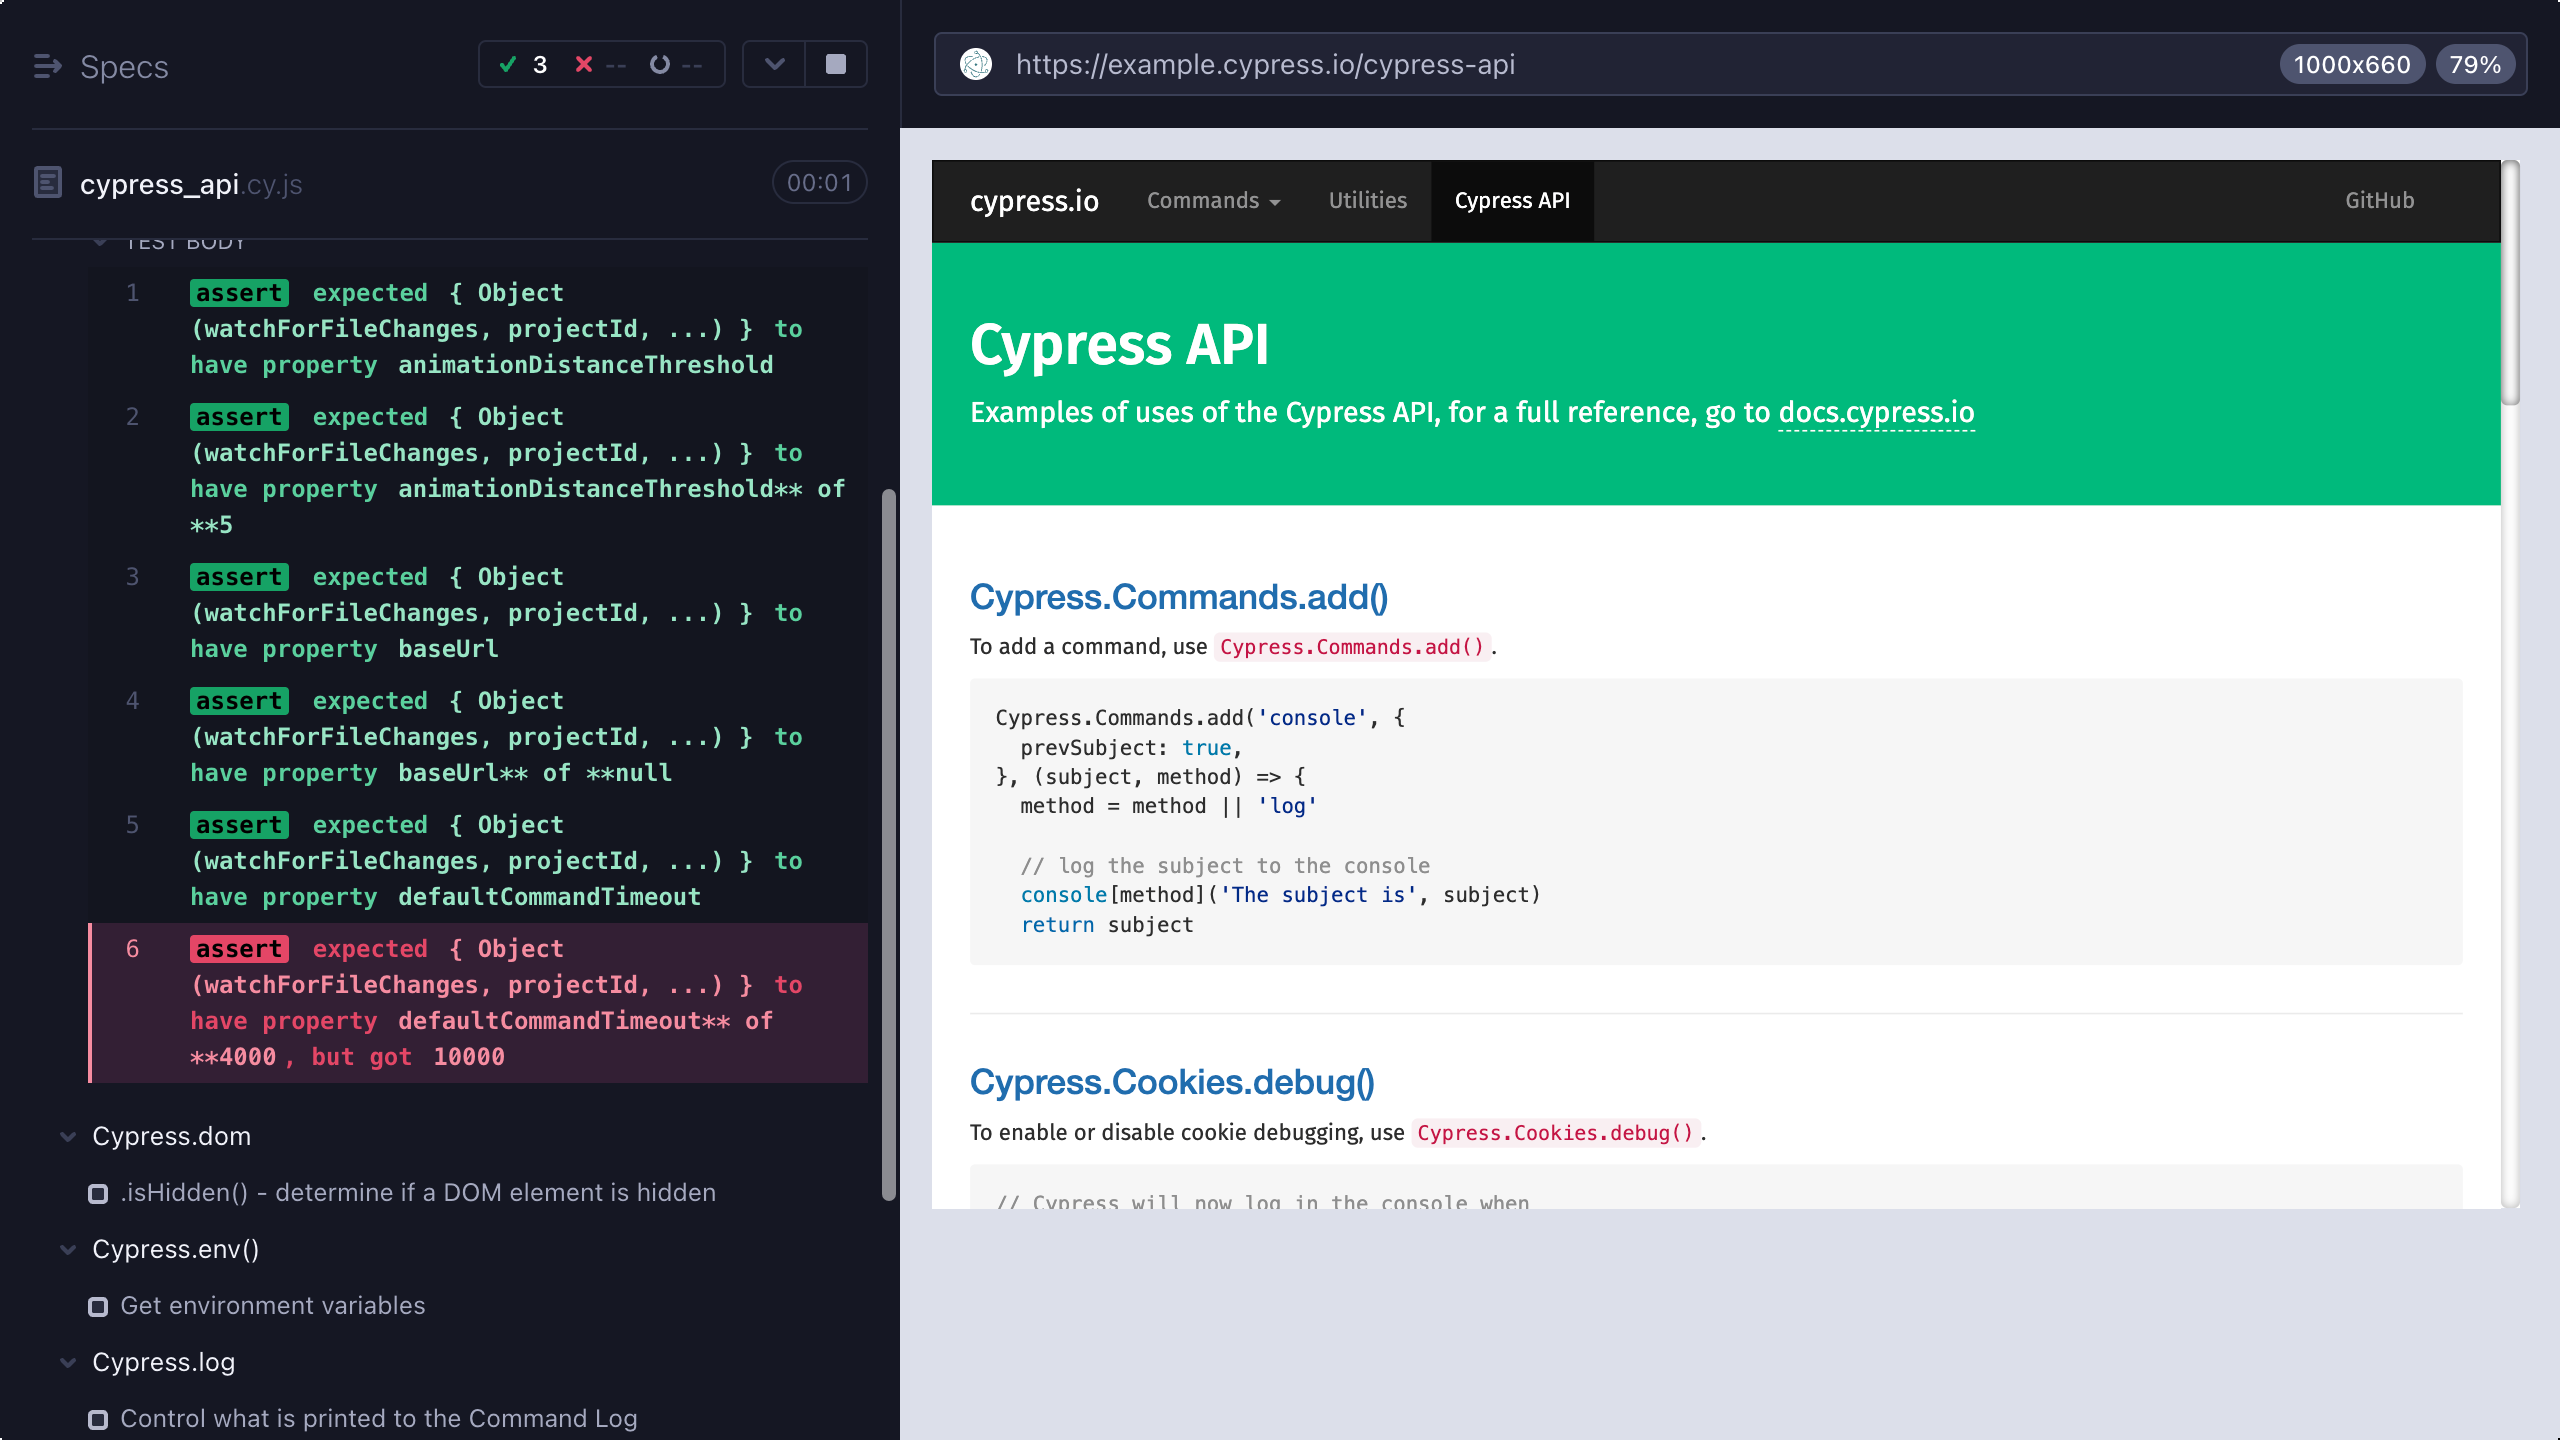 Specs
3 -- --
cypress_api.cy.js 00:01
TEST BODY
1 assert expected { Object
(watchForFileChanges, projectId, ...) } to
have property animationDistanceThreshold
2 assert expected { Object
(watchForFileChanges, projectId, ...) } to
have property animationDistanceThreshold** of
**5
3 assert expected { Object
(watchForFileChanges, projectId, ...) } to
have property baseUrl
4 assert expected { Object
(watchForFileChanges, projectId, ...) } to
have property baseUrl** of **null
5 assert expected { Object
(watchForFileChanges, projectId, ...) } to
have property defaultCommandTimeout
6 assert expected { Object
(watchForFileChanges, projectId, ...) } to
have property defaultCommandTimeout** of
**4000, but got 10000
Cypress.dom
.isHidden() - determine if a DOM element is hidden
Cypress.env()
Get environment variables
Cypress.log
Control what is printed to the Command Log
https://example.cypress.io/cypress-api 1000x660 79%
cypress.io Commands Utilities Cypress API GitHub
Cypress API
Examples of uses of the Cypress API, for a full reference, go to docs.cypress.io
Cypress.Commands.add()
To add a command, use Cypress.Commands.add().
Cypress.Commands.add('console', {
  prevSubject: true,
}, (subject, method) => {
  method = method || 'log'
  // log the subject to the console
  console[method]('The subject is', subject)
  return subject
Cypress.Cookies.debug()
To enable or disable cookie debugging, use Cypress.Cookies.debug().
// Cypress will now log in the console when